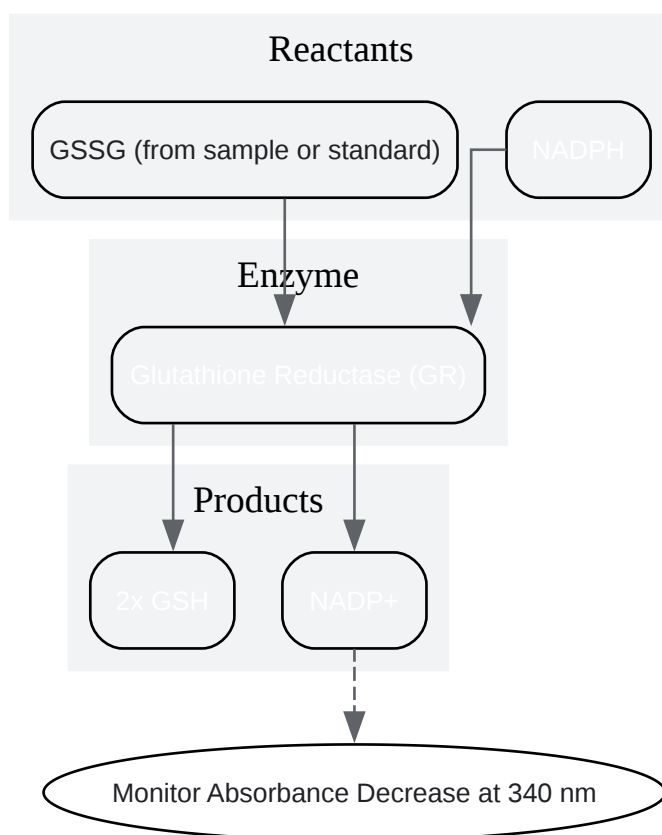 Reactants
GSSG (from sample or standard)
NADPH
Enzyme
Glutathione Reductase (GR)
Products
2x GSH
NADP+
Monitor Absorbance Decrease at 340 nm